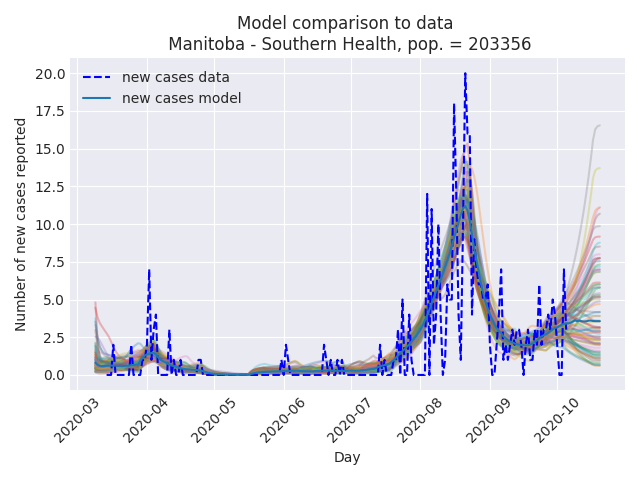 Model comparison to data
Manitoba - Southern Health, pop. = 203356
new cases data
new cases model
Number of new cases reported
20.0
17.5
15.0
12.5
10.0
7.5
5.0
2.5
0.0
2020-03
2020-04
2020-05
2020-06
2020-07
2020-08
2020-09
2020-10
Day